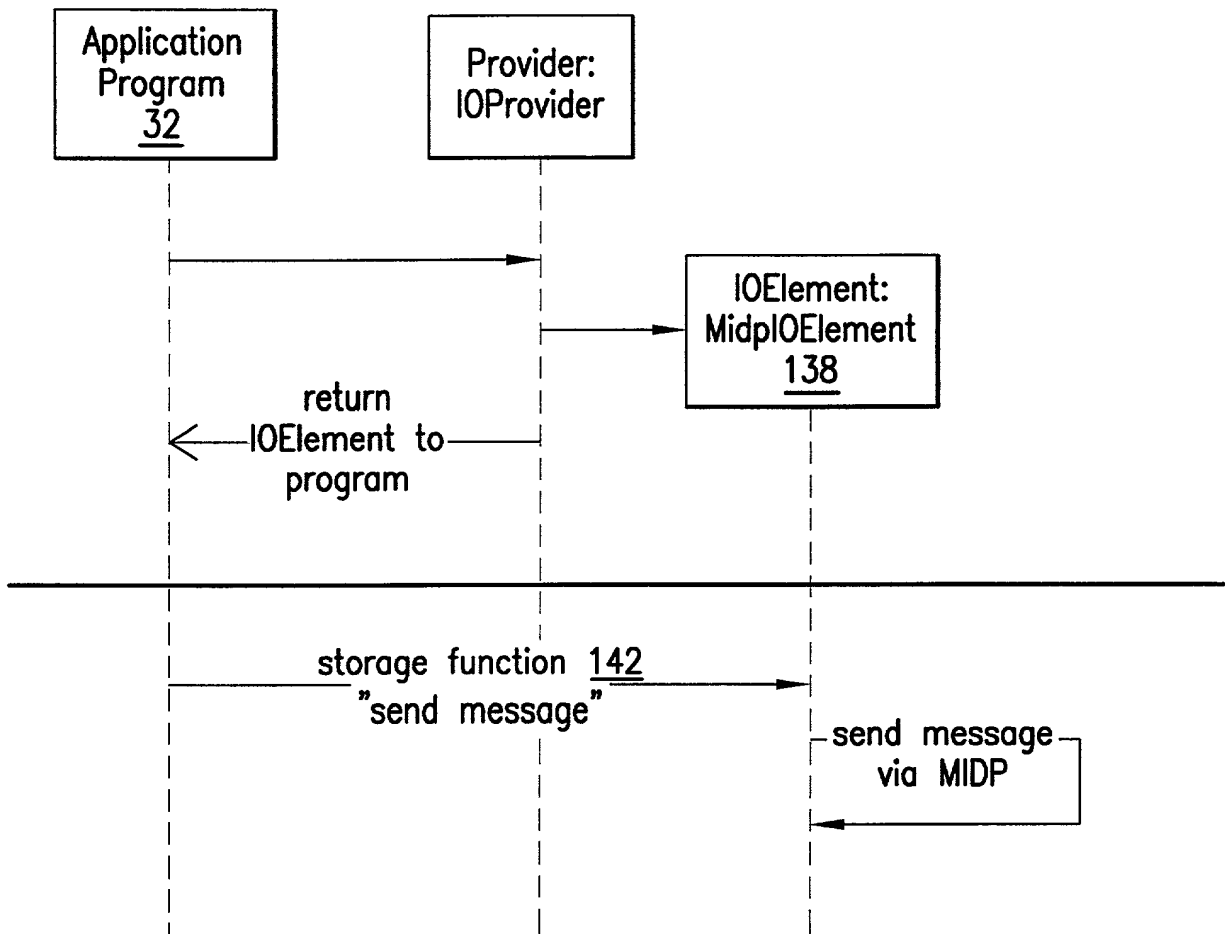 Application
Program
32
Provider:
IOProvider
IOElement:
MidpIOElement
138
return
IOElement to
program
storage function 142
"send message"
send message
via MIDP